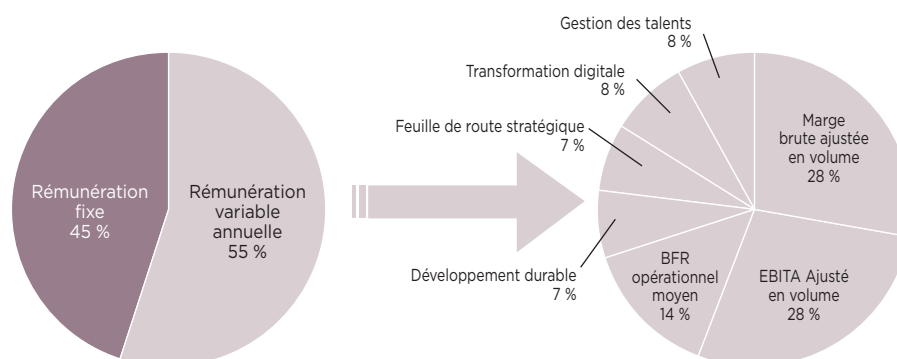 Rémunération
fixe
45 %
Rémunération
variable
annuelle
55 %
Gestion des talents
8 %
Transformation digitale
8 %
Feuille de route stratégique
7 %
Développement durable
7 %
BFR
opérationnel
moyen
14 %
EBITA Ajusté
en volume
28 %
Marge
brute ajustée
en volume
28 %